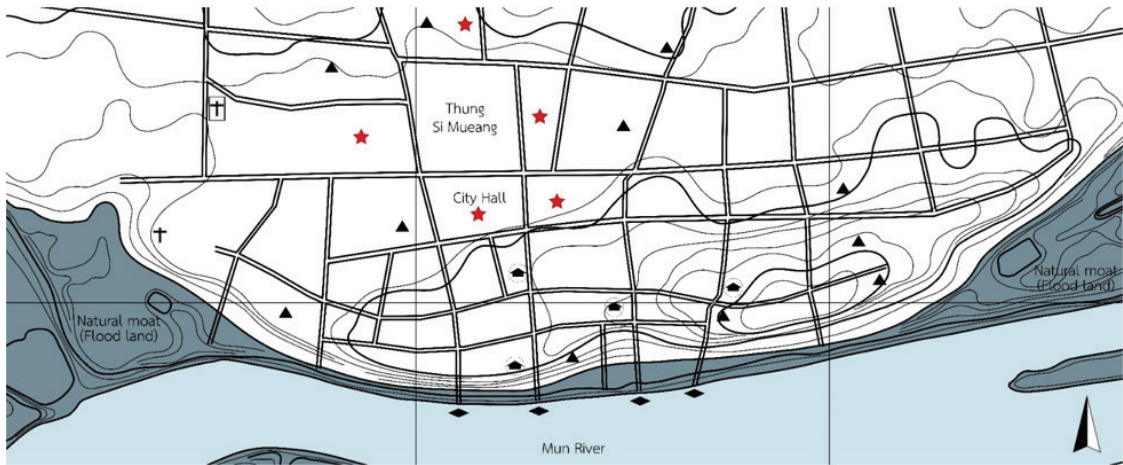 Thung
Si Mueang
City Hall
Natural moat
(Flood land)
Natural moat
(Flood land)
Mun River